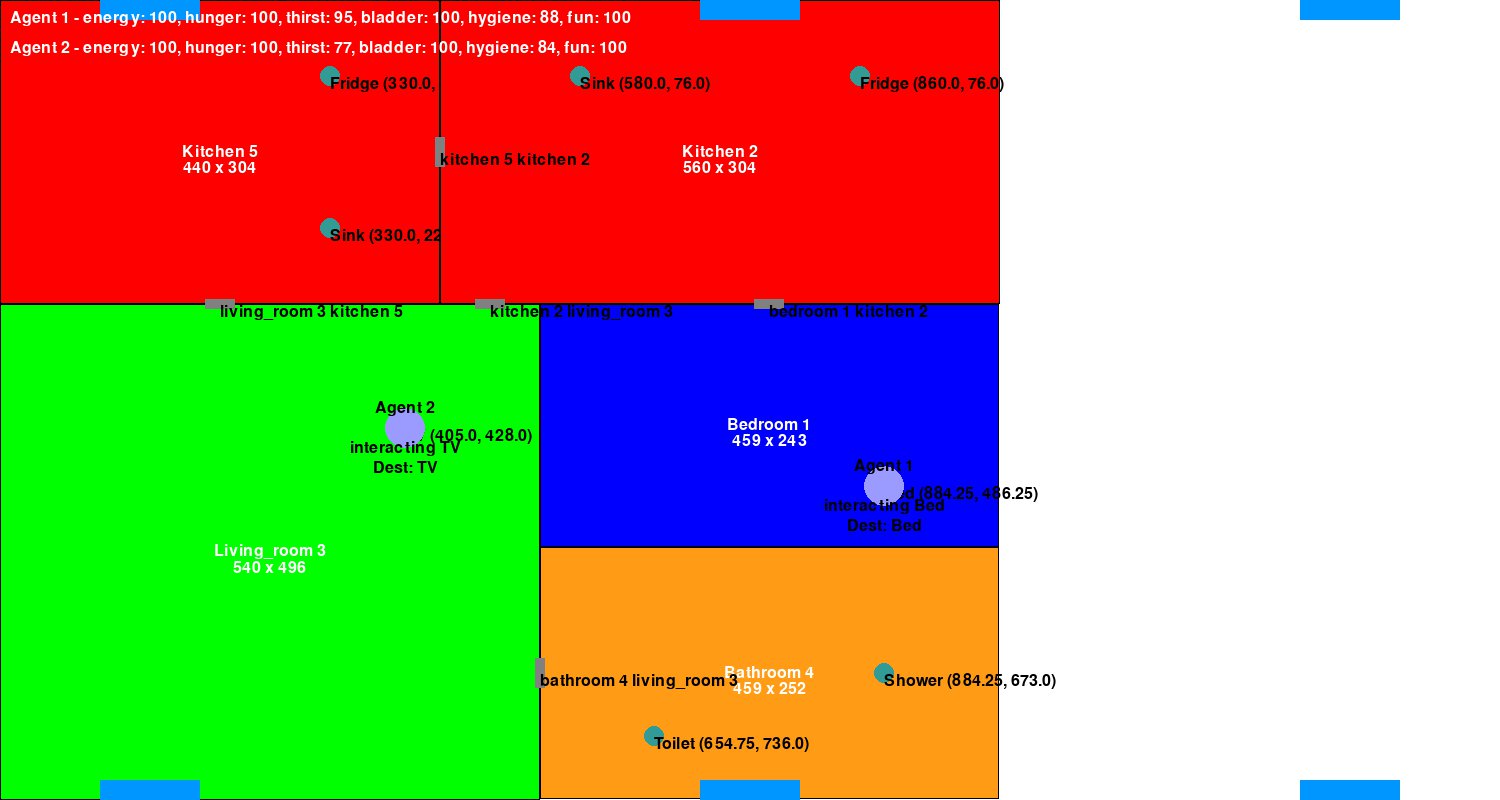 Agent 1 - energy: 100, hunger: 100, thirst: 95, bladder: 100, hygiene: 88, fun: 100
Agent 2 - energy: 100, hunger: 100, thirst: 77, bladder: 100, hygiene: 84, fun: 100
Fridge (330.0,
Sink (580.0, 76.0)
Fridge (860.0, 76.0)
Kitchen 5
440 x 304
kitchen 5 kitchen 2
Kitchen 2
560 x 304
Sink (330.0, 22
living_room 3 kitchen 5
kitchen 2 living_room 3
bedroom 1 kitchen 2
Agent 2
(405.0, 428.0)
interacting TV
Dest: TV
Bedroom 1
459 x 243
Agent 1
(884.25, 486.25)
interacting Bed
Dest: Bed
Living_room 3
540 x 496
Bathroom 4
459 x 252
bathroom 4 living_room 3
Shower (884.25, 673.0)
Toilet (654.75, 736.0)